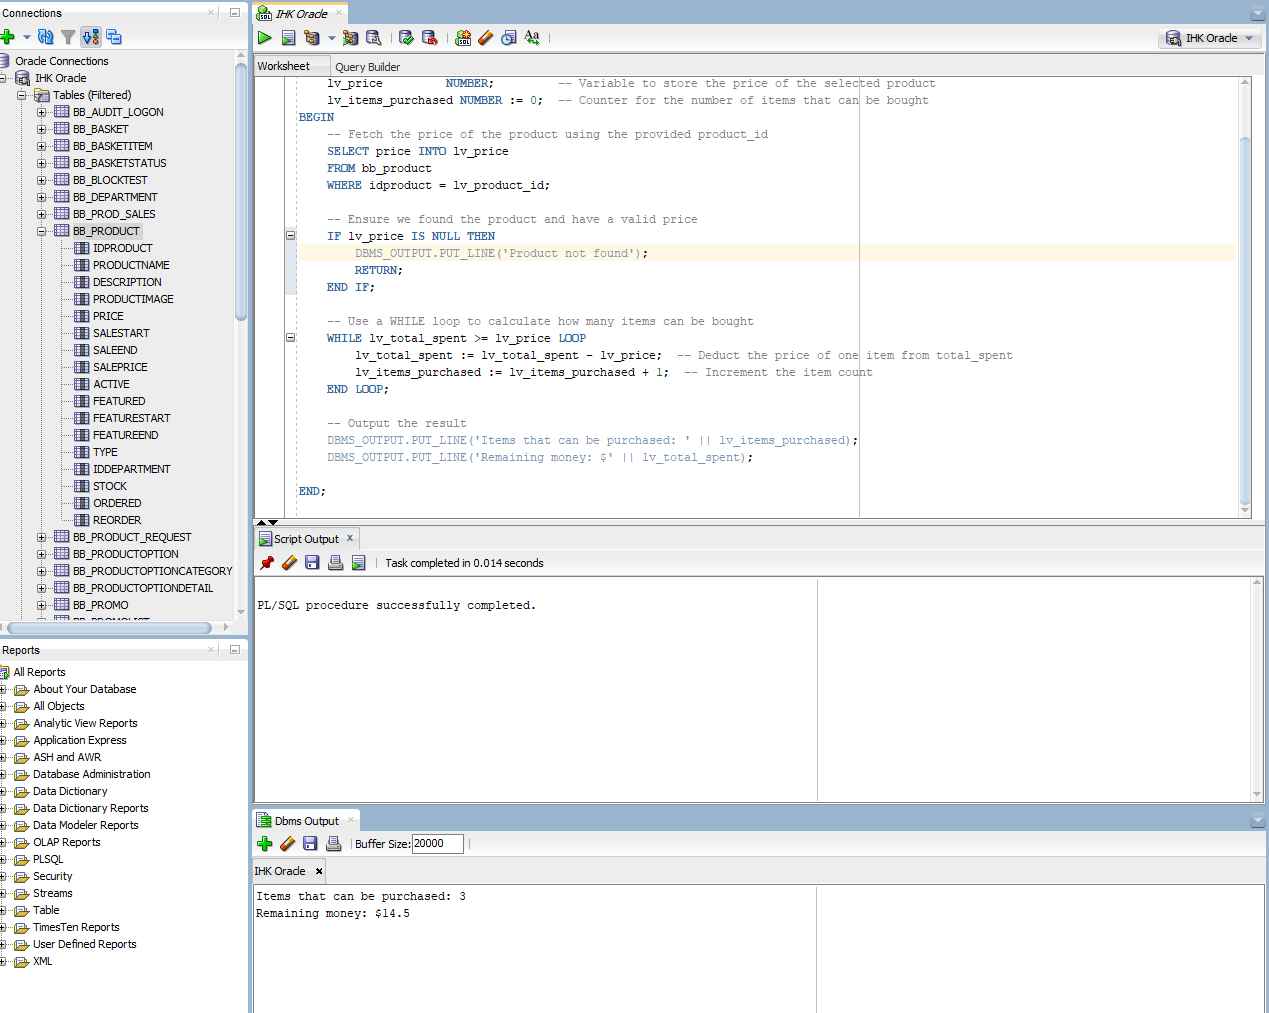 Connections
Oracle Connections
IHK Oracle
Tables (Filtered)
BB_AUDIT_LOGON
BB_BASKET
BB_BASKETITEM
BB_BASKETSTATUS
BB_BLOCKTEST
BB_DEPARTMENT
BB_PROD_SALES
BB_PRODUCT
IDPRODUCT
PRODUCTNAME
DESCRIPTION
PRODUCTIMAGE
PRICE
SALESTART
SALEEND
SALEPRICE
ACTIVE
FEATURED
FEATURESTART
FEATUREEND
TYPE
IDDEPARTMENT
STOCK
ORDERED
REORDER
BB_PRODUCT_REQUEST
BB_PRODUCTOPTION
BB_PRODUCTOPTIONCATEGORY
BB_PRODUCTOPTIONDETAIL
BB_PROMO
Reports
All Reports
About Your Database
All Objects
Analytic View Reports
Application Express
ASH and AWR
Database Administration
Data Dictionary
Data Dictionary Reports
Data Modeler Reports
OLAP Reports
PLSQL
Security
Streams
Table
TimesTen Reports
User Defined Reports
XML
IHK Oracle
IHK Oracle
Worksheet Query Builder
lv_price NUMBER; -- Variable to store the price of the selected product
lv_items_purchased NUMBER := 0; -- Counter for the number of items that can be bought
BEGIN
-- Fetch the price of the product using the provided product_id
SELECT price INTO lv_price
FROM bb_product
WHERE idproduct = lv_product_id;
-- Ensure we found the product and have a valid price
IF lv_price IS NULL THEN
DBMS_OUTPUT.PUT_LINE('Product not found');
RETURN;
END IF;
-- Use a WHILE loop to calculate how many items can be bought
WHILE lv_total_spent >= lv_price LOOP
lv_total_spent := lv_total_spent - lv_price; -- Deduct the price of one item from total_spent
lv_items_purchased := lv_items_purchased + 1; -- Increment the item count
END LOOP;
-- Output the result
DBMS_OUTPUT.PUT_LINE('Items that can be purchased: ' || lv_items_purchased);
DBMS_OUTPUT.PUT_LINE('Remaining money: $' || lv_total_spent);
END;
Script Output
Task completed in 0.014 seconds
PL/SQL procedure successfully completed.
Dbms Output
Buffer Size: 20000
IHK Oracle
Items that can be purchased: 3
Remaining money: $14.5